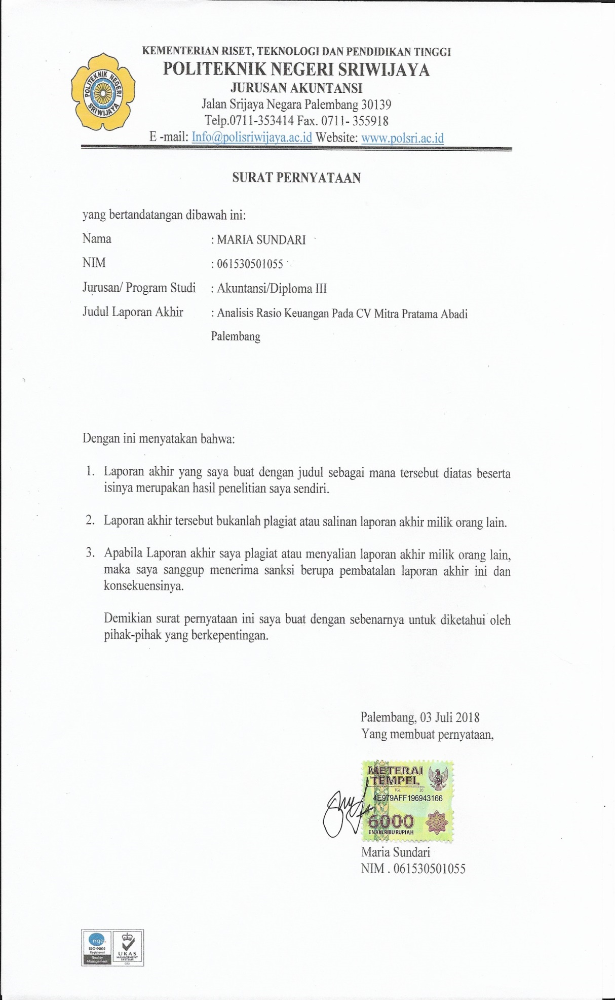 KEMENTERIAN RISET, TEKNOLOGI DAN PENDIDIKAN TINGGI
POLITEKNIK NEGERI SRIWIJAYA
JURUSAN AKUNTANSI
Jalan Srijaya Negara Palembang 30139
Telp.0711-353414 Fax. 0711- 355918
E -mail: Info@polisriwijaya.ac.id Website: www.polsri.ac.id
POLITEKNIK NEGERI
SRIWIJAYA
SURAT PERNYATAAN
yang bertandatangan dibawah ini:
Nama : MARIA SUNDARI
NIM : 061530501055
Jurusan/ Program Studi : Akuntansi/Diploma III
Judul Laporan Akhir : Analisis Rasio Keuangan Pada CV Mitra Pratama Abadi
Palembang
Dengan ini menyatakan bahwa:
1. Laporan akhir yang saya buat dengan judul sebagai mana tersebut diatas beserta
isinya merupakan hasil penelitian saya sendiri.
2. Laporan akhir tersebut bukanlah plagiat atau salinan laporan akhir milik orang lain.
3. Apabila Laporan akhir saya plagiat atau menyalian laporan akhir milik orang lain,
maka saya sanggup menerima sanksi berupa pembatalan laporan akhir ini dan
konsekuensinya.
Demikian surat pernyataan ini saya buat dengan sebenarnya untuk diketahui oleh
pihak-pihak yang berkepentingan.
Palembang, 03 Juli 2018
Yang membuat pernyataan,
METERAI
TEMPEL
TGL. 20
4E979AFF196943166
6000
ENAM RIBU RUPIAH
Maria Sundari
NIM . 061530501055
nqa.
ISO 9001
Registered
Quality
Management
UKAS
MANAGEMENT
SYSTEMS
015